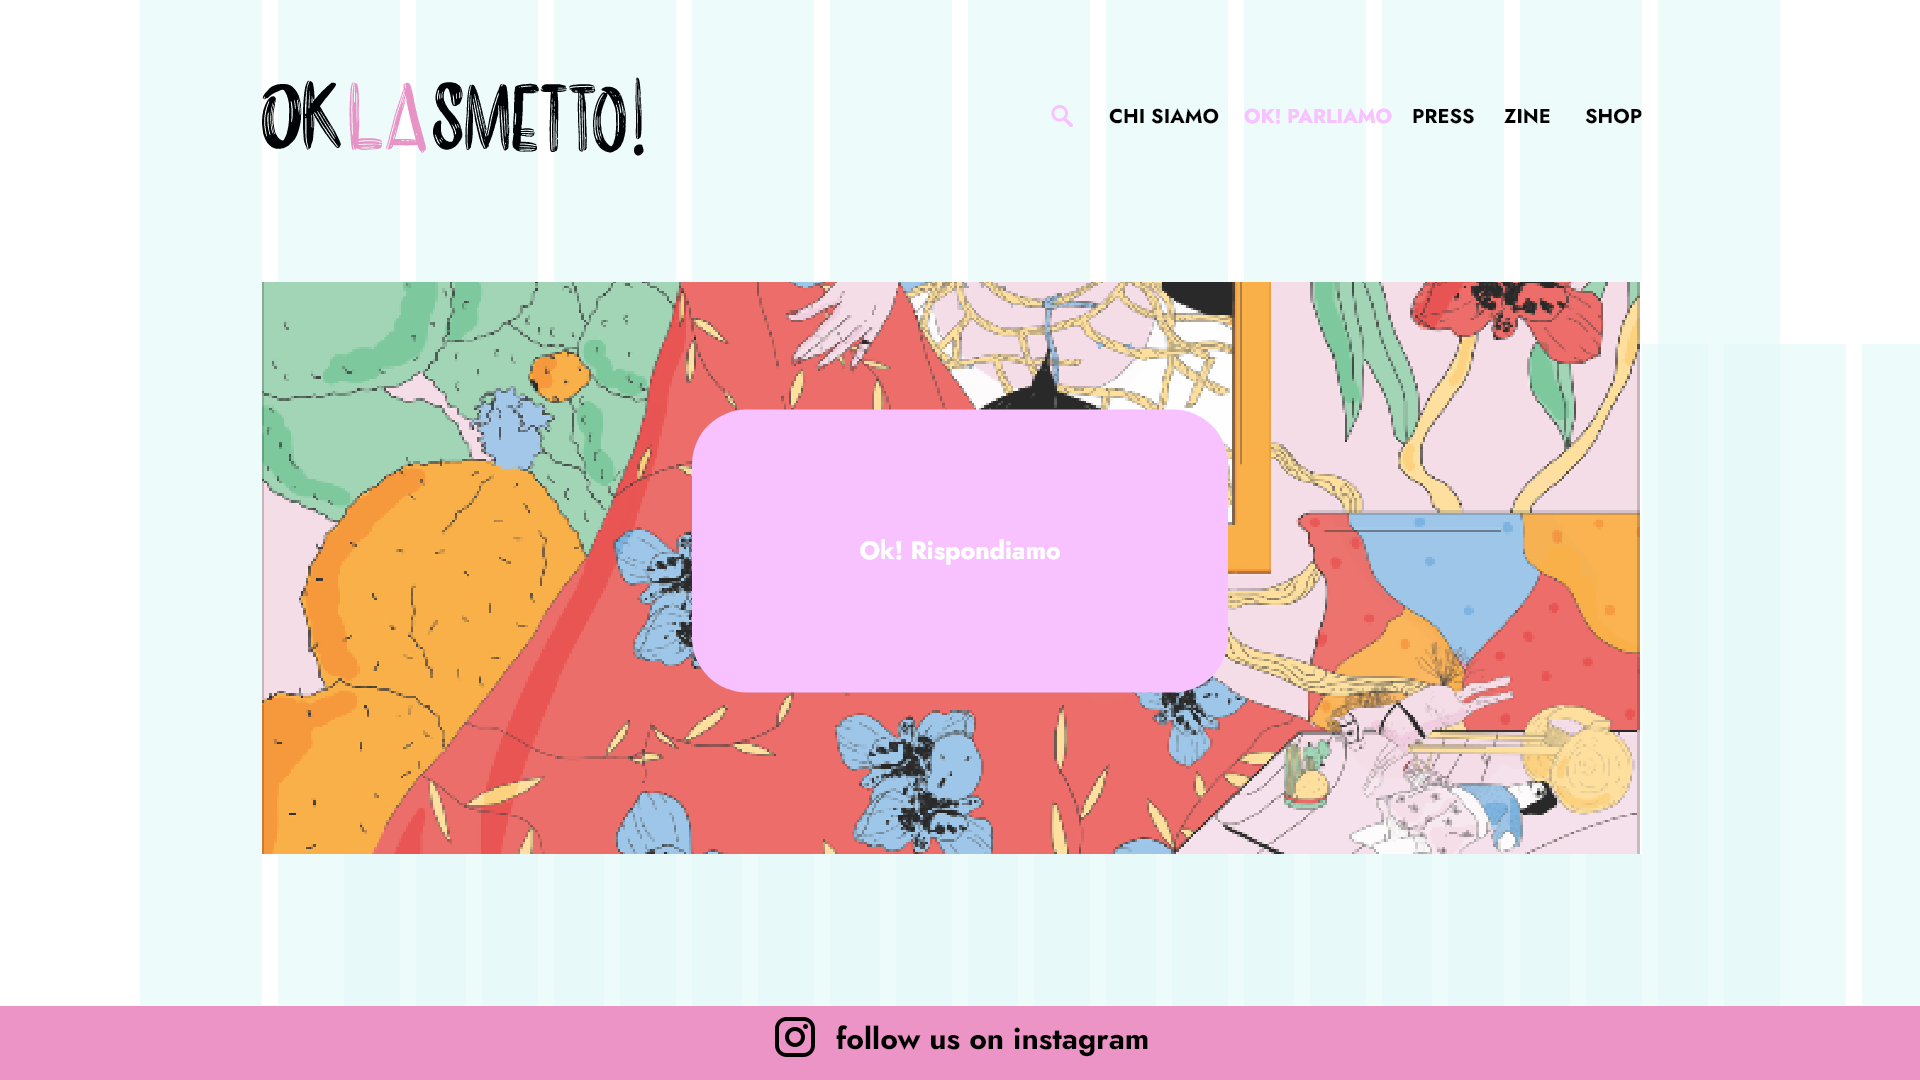 OK LA SMETTO!
CHI SIAMO
OK! PARLIAMO
PRESS
ZINE
SHOP
Ok! Rispondiamo
follow us on instagram